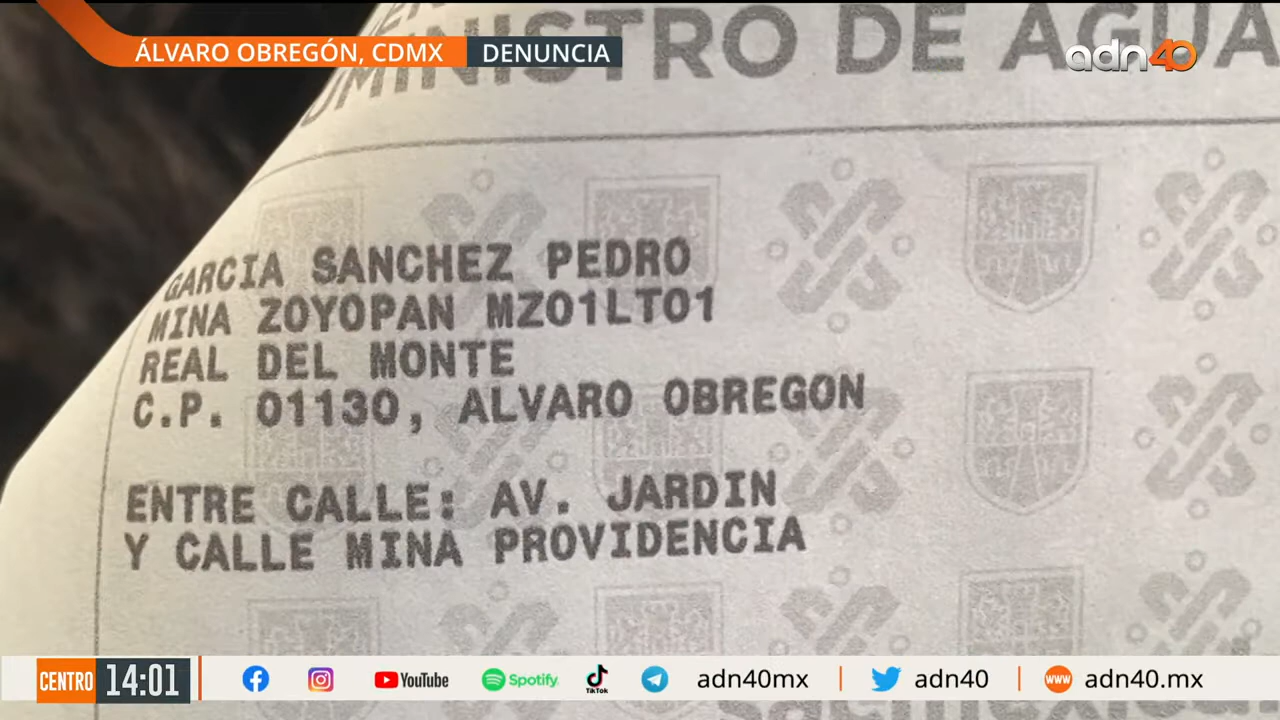 ÁLVARO OBREGÓN, CDMX DENUNCIA
DE AGUA
adn40
GARCIA SANCHEZ PEDRO
MINA ZOYOPAN MZ01LT01
REAL DEL MONTE
C.P. 01130, ALVARO OBREGON
ENTRE CALLE: AV. JARDIN
Y CALLE MINA PROVIDENCIA
CENTRO 14:01 YouTube Spotify TikTok adn40mx | adn40 | www adn40.mx